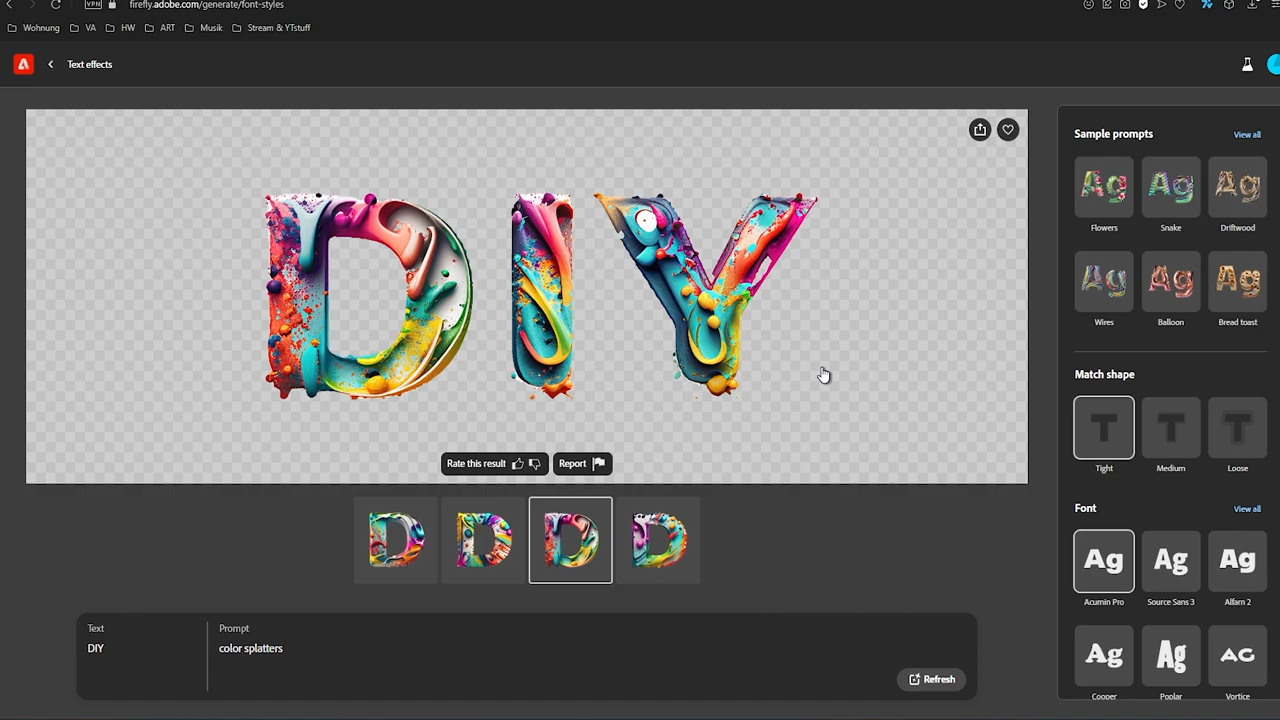 firefly.adobe.com/generate/font-styles
VPN
Wohnung VA HW ART Musik Stream & YTstuff
Text effects
DIY
Sample prompts View all
Ag Ag Ag
Flowers Snake Driftwood
Ag Ag Ag
Wires Balloon Bread toast
Match shape
T T T
Tight Medium Loose
Rate this result Report
D D D D
Font View all
Ag Ag Ag
Acumin Pro Source Sans 3 Alfarn 2
Ag Ag AG
Cooper Poplar Vortice
Text Prompt
DIY color splatters
Refresh